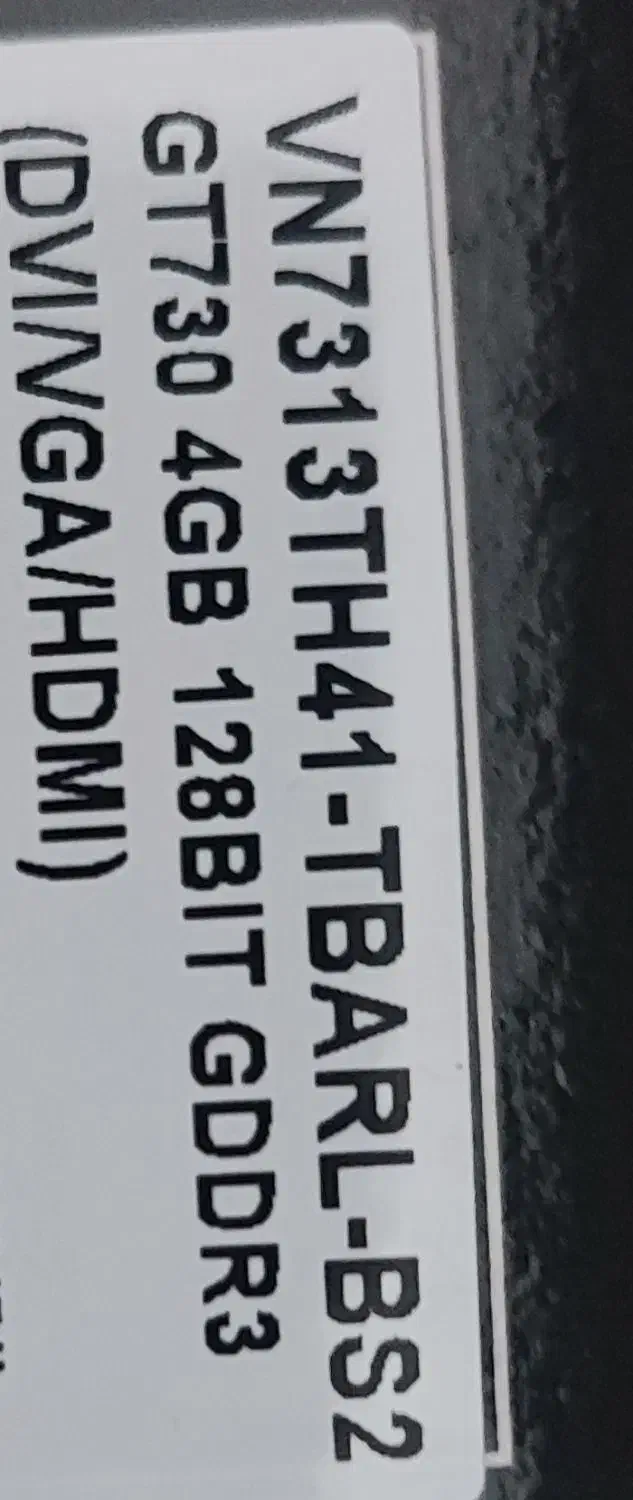 VN7313TH41-TBARL-BS2
GT730 4GB 128BIT GDDR3
(DVI/VGA/HDMI)